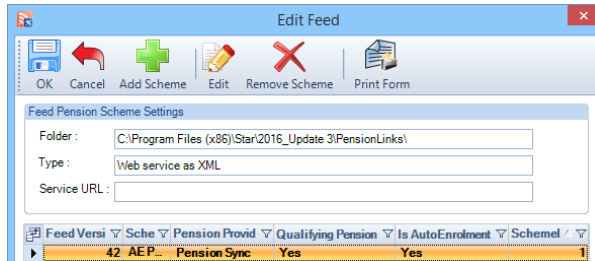 Edit Feed
OK Cancel Add Scheme Edit Remove Scheme Print Form
Feed Pension Scheme Settings
Folder : C:\Program Files (x86)\Star\2016_Update 3\PensionLinks\
Type : Web service as XML
Service URL :
Feed Versi Sche Pension Provid Qualifying Pension Is AutoEnrolment SchemeI
42 AE P... Pension Sync Yes Yes 1